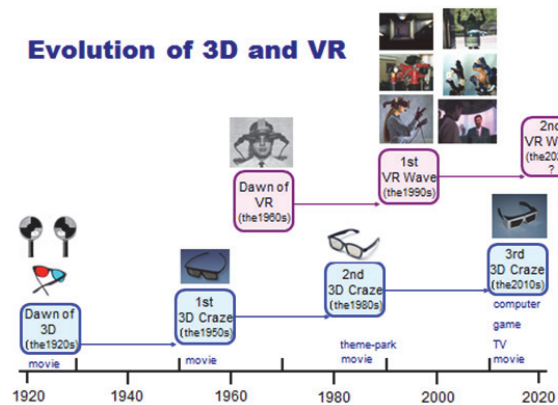 Evolution of 3D and VR
2nd
VR W
(the20
?
1st
VR Wave
(the1990s)
Dawn of
VR
(the1960s)
3rd
3D Craze
(the2010s)
2nd
3D Craze
(the1980s)
1st
3D Craze
(the1950s)
Dawn of
3D
(the1920s)
computer
game
theme-park
TV
movie
movie
movie
movie
1920
1940
1960
1980
2000
2020